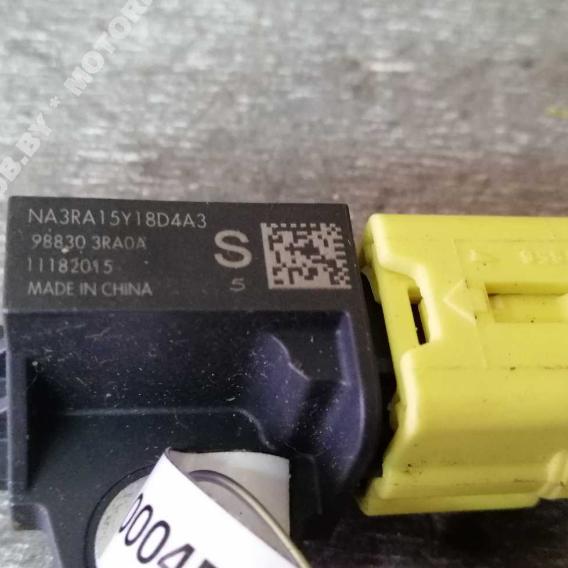 NA3RA15Y18D4A3
98830 3RA0A
11182015
MADE IN CHINA
S
5